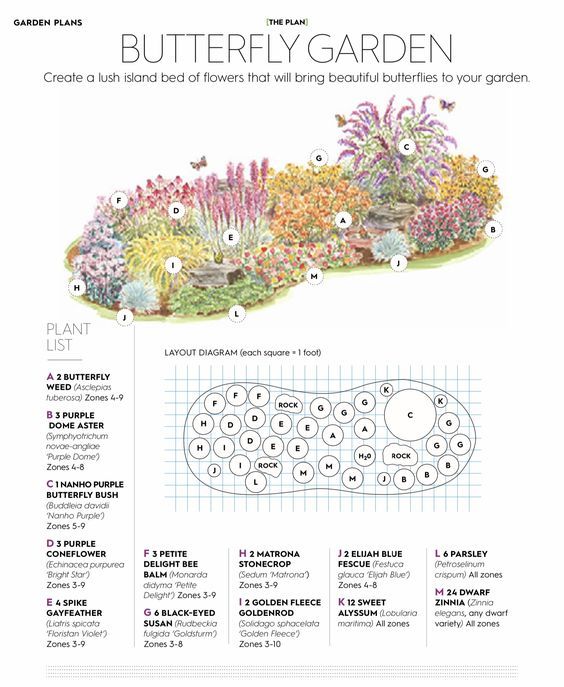 GARDEN PLANS
[THE PLAN]
BUTTERFLY GARDEN
Create a lush island bed of flowers that will bring beautiful butterflies to your garden.
G
C
G
F
D
A
B
E
I
J
M
H
J
L
PLANT
LIST
A 2 BUTTERFLY
WEED (Asclepias
tuberosa) Zones 4-9
B 3 PURPLE
DOME ASTER
(Symphyotrichum
novae-angliae
'Purple Dome')
Zones 4-8
C 1 NANHO PURPLE
BUTTERFLY BUSH
(Buddleia davidii
'Nanho Purple')
Zones 5-9
D 3 PURPLE
CONEFLOWER
(Echinacea purpurea
'Bright Star')
Zones 3-9
E 4 SPIKE
GAYFEATHER
(Liatris spicata
'Floristan Violet')
Zones 3-9
LAYOUT DIAGRAM (each square = 1 foot)
F F F ROCK G G G K C K G
H D D E E A A G G
H I D E E H20 ROCK B
J I ROCK M M M J B B
L
F 3 PETITE
DELIGHT BEE
BALM (Monarda
didyma 'Petite
Delight') Zones 3-9
G 6 BLACK-EYED
SUSAN (Rudbeckia
fulgida 'Goldsturm')
Zones 3-8
H 2 MATRONA
STONECROP
(Sedum 'Matrona')
Zones 3-9
I 2 GOLDEN FLEECE
GOLDENROD
(Solidago sphacelata
'Golden Fleece')
Zones 3-10
J 2 ELIJAH BLUE
FESCUE (Festuca
glauca 'Elijah Blue')
Zones 4-8
K 12 SWEET
ALYSSUM (Lobularia
maritima) All zones
L 6 PARSLEY
(Petroselinum
crispum) All zones
M 24 DWARF
ZINNIA (Zinnia
elegans, any dwarf
variety) All zones